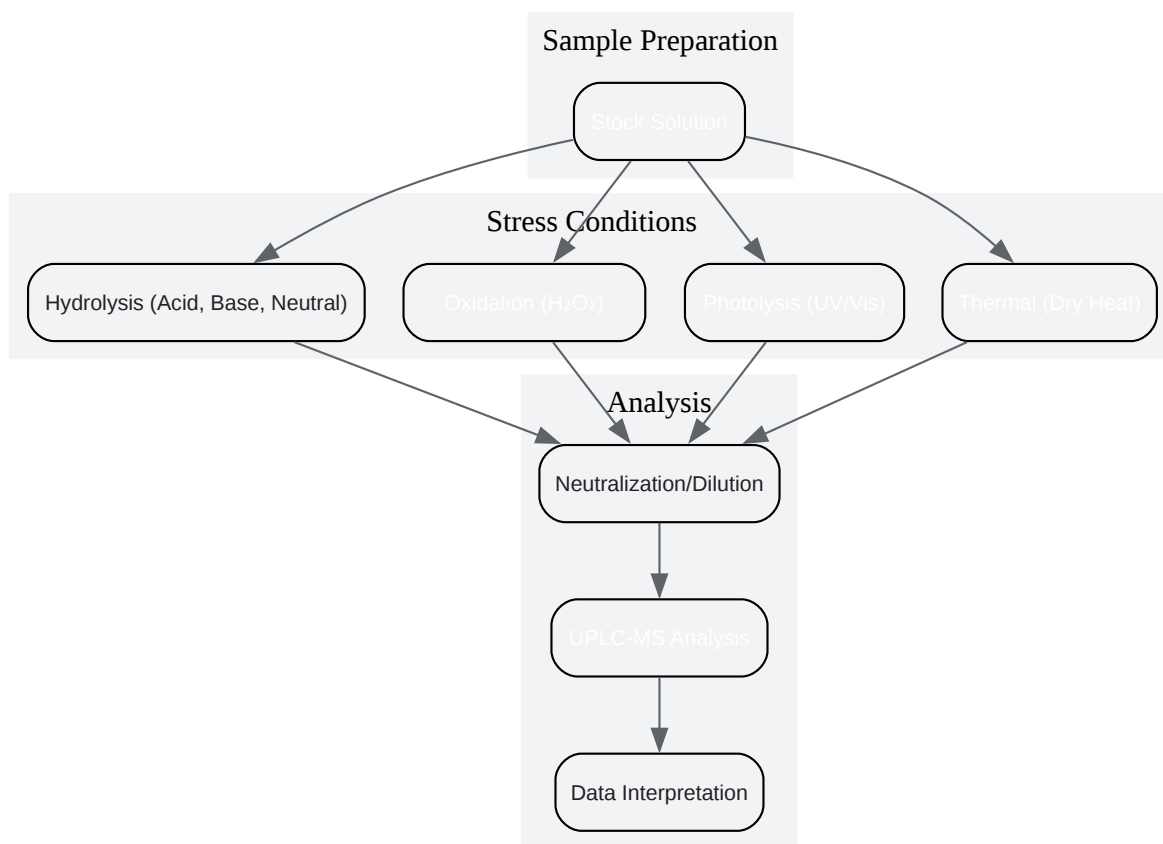 Sample Preparation
Stock Solution
Stress Conditions
Hydrolysis (Acid, Base, Neutral)
Oxidation (H₂O₂)
Photolysis (UV/Vis)
Thermal (Dry Heat)
Analysis
Neutralization/Dilution
UPLC-MS Analysis
Data Interpretation